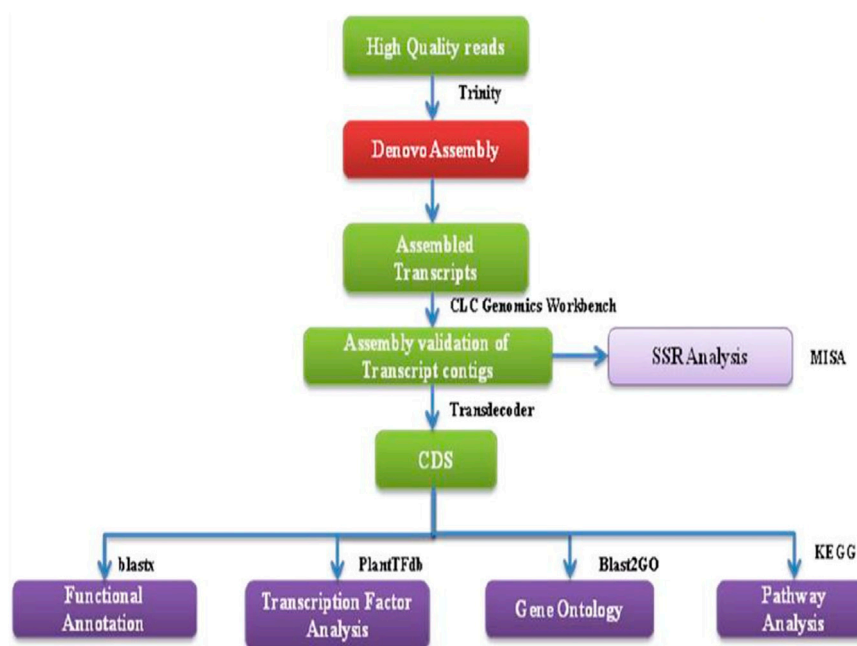 High Quality reads
Trinity
Denovo Assembly
Assembled
Transcripts
CLC Genomics Workbench
Assembly validation of
Transcript contigs
SSR Analysis
MISA
Transdecoder
CDS
blastx
PlantTFdb
Blast2GO
KEGG
Functional
Annotation
Transcription Factor
Analysis
Gene Ontology
Pathway
Analysis